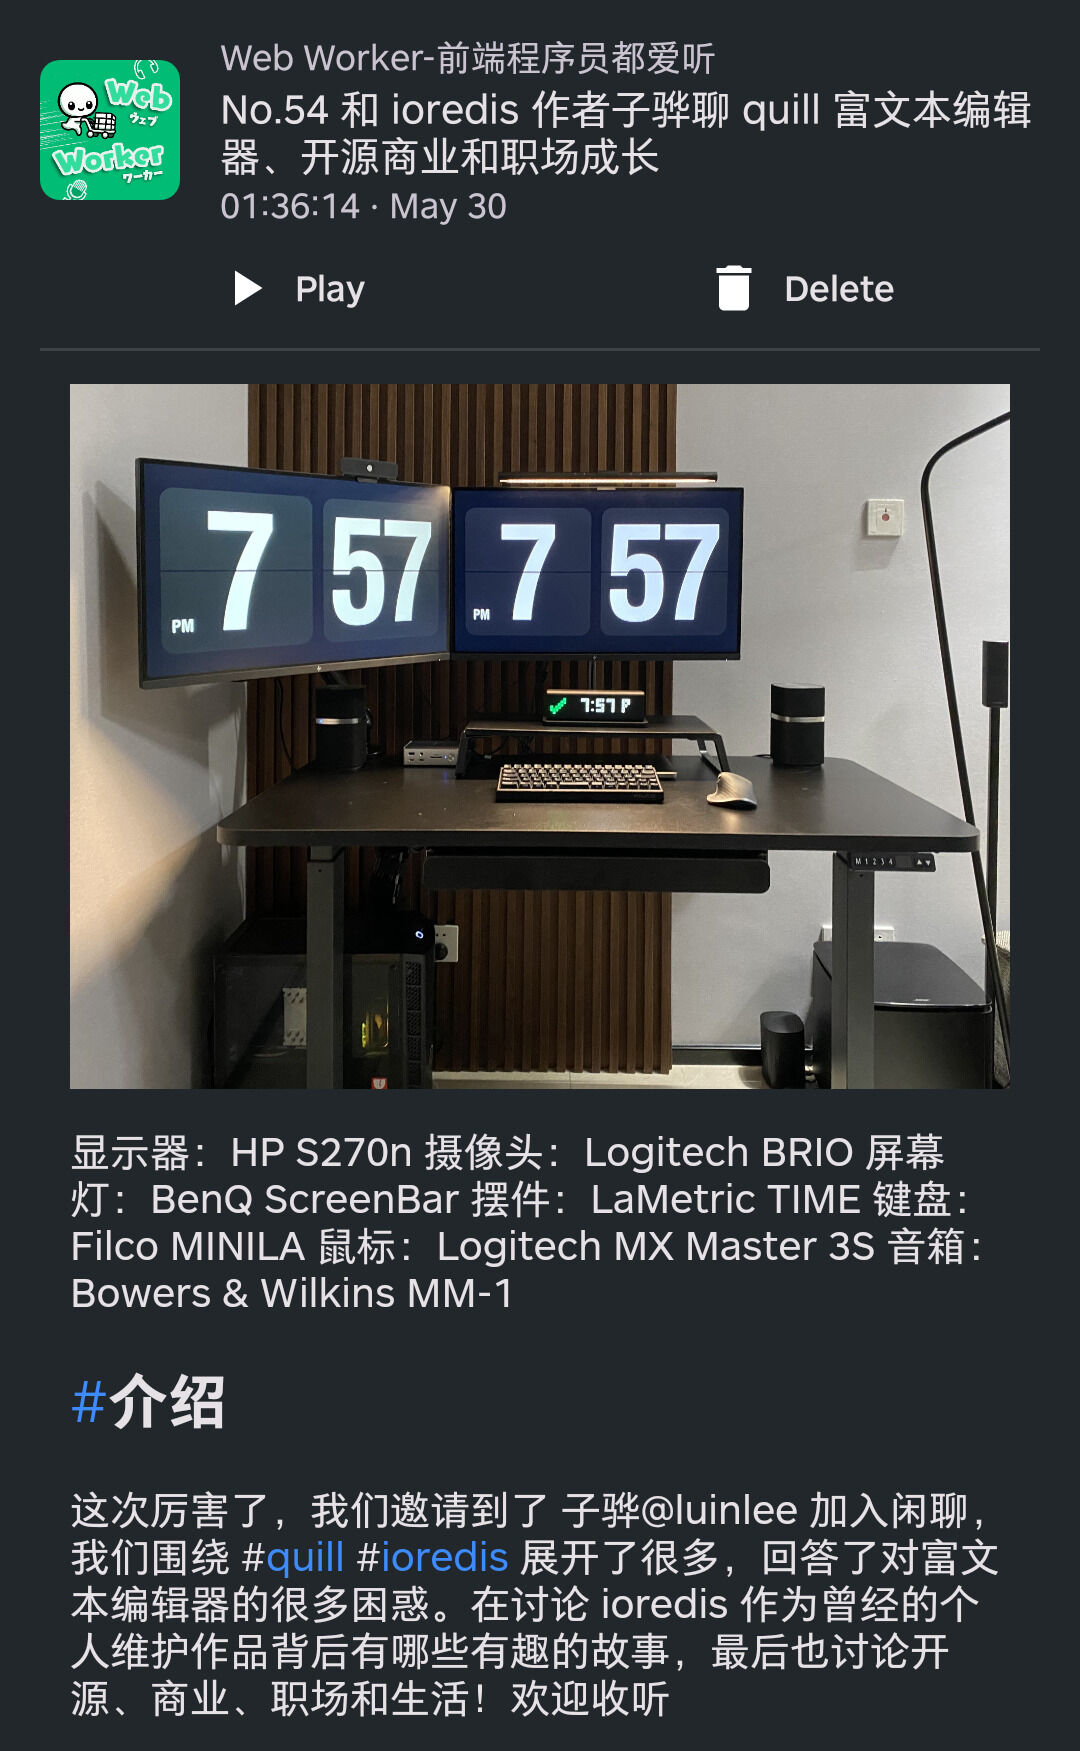 Web Worker-前端程序员都爱听
Web
ウェブ
Worker
ワーカー
No.54 和 ioredis 作者子骅聊 quill 富文本编辑
器、开源商业和职场成长
01:36:14 · May 30
Play
Delete
7 57
PM
7 57
PM
7:57 P
M 1 2 3 4
显示器：HP S270n 摄像头：Logitech BRIO 屏幕
灯：BenQ ScreenBar 摆件：LaMetric TIME 键盘：
Filco MINILA 鼠标：Logitech MX Master 3S 音箱：
Bowers & Wilkins MM-1
#介绍
这次厉害了，我们邀请到了 子骅@luinlee 加入闲聊，
我们围绕 #quill #ioredis 展开了很多，回答了对富文
本编辑器的很多困惑。在讨论 ioredis 作为曾经的个
人维护作品背后有哪些有趣的故事，最后也讨论开
源、商业、职场和生活！欢迎收听